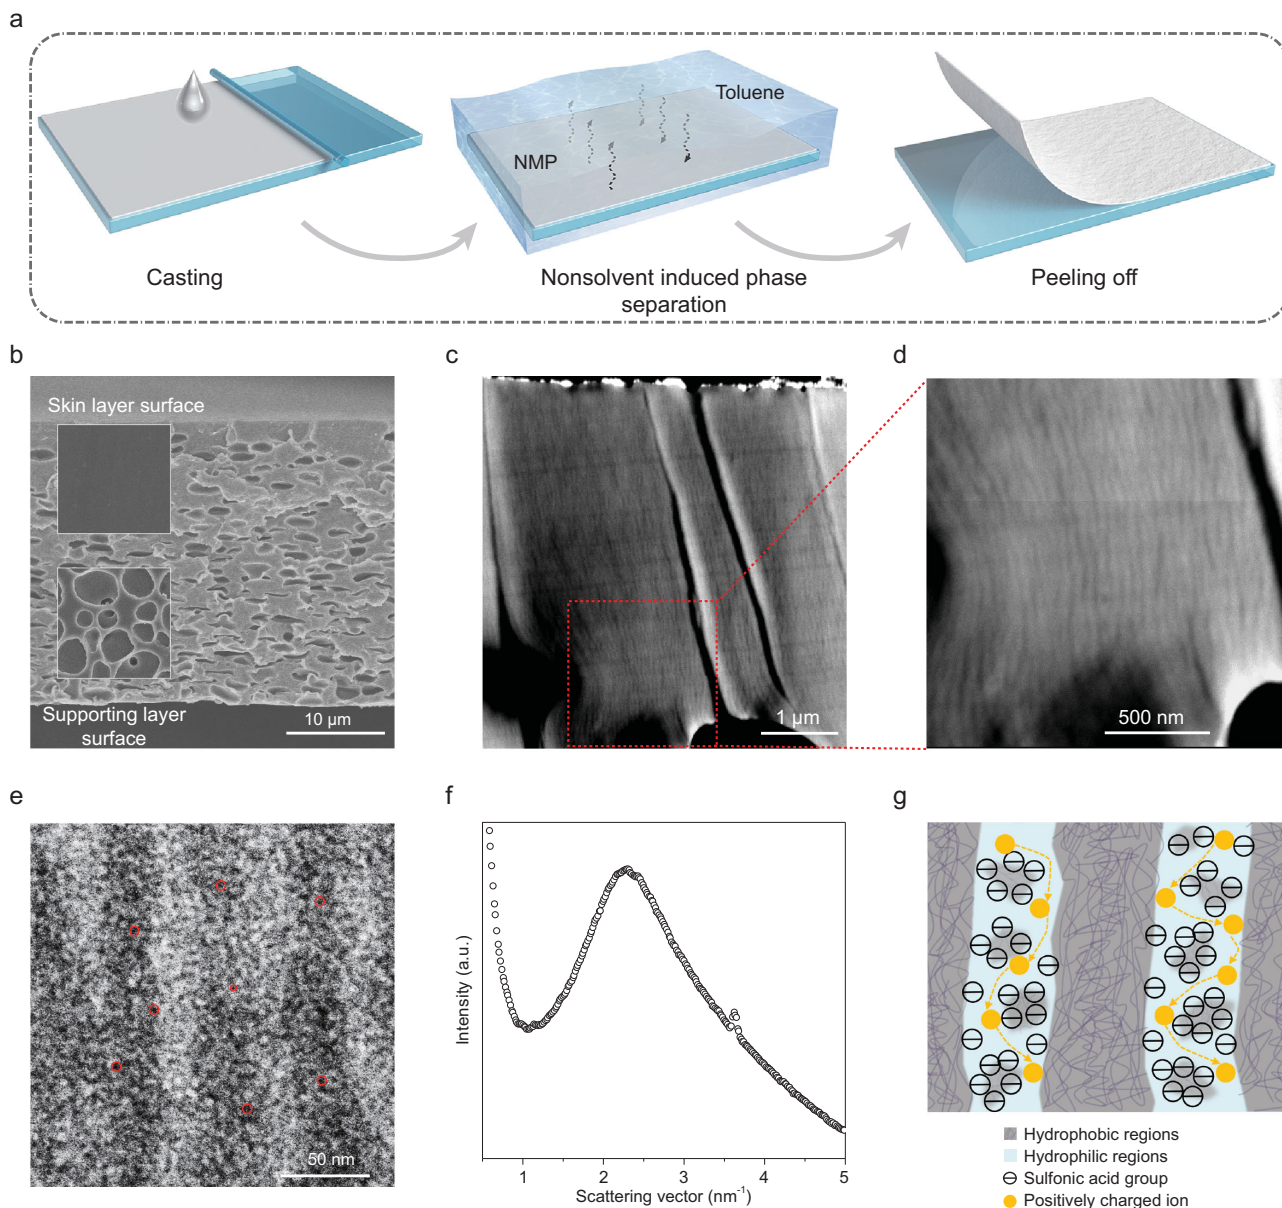 a
Toluene
NMP
Casting
Nonsolvent induced phase
separation
Peeling off
b
Skin layer surface
Supporting layer
surface
10 µm
c
1 µm
d
500 nm
e
50 nm
f
Intensity (a.u.)
1 2 3 4 5
Scattering vector (nm⁻¹)
g
Hydrophobic regions
Hydrophilic regions
Sulfonic acid group
Positively charged ion